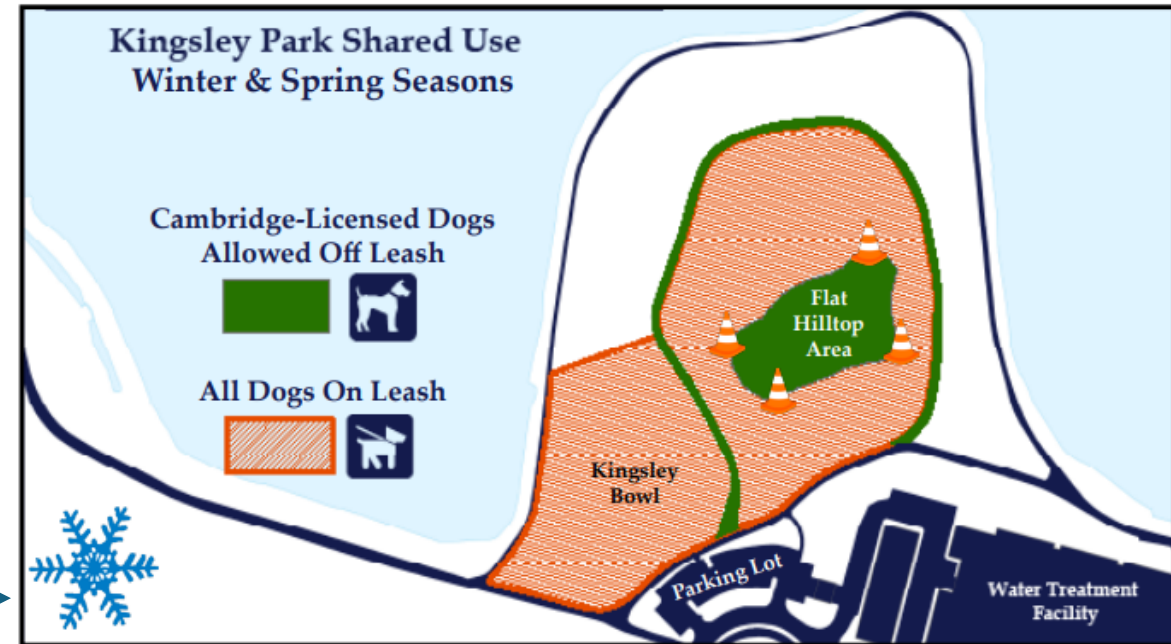 Kingsley Park Shared Use
Winter & Spring Seasons
Cambridge-Licensed Dogs
Allowed Off Leash
All Dogs On Leash
Flat
Hilltop
Area
Kingsley
Bowl
Parking Lot
Water Treatment
Facility